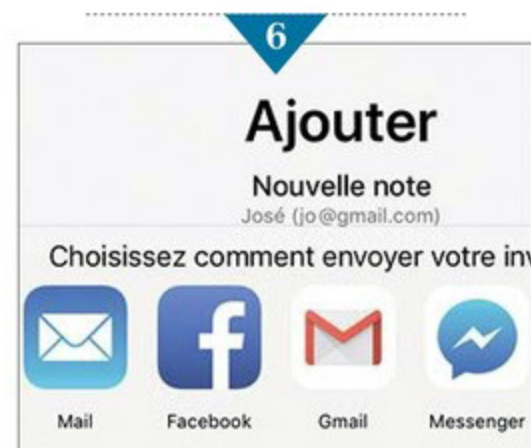 6
Ajouter
Nouvelle note
José (jo@gmail.com)
Choisissez comment envoyer votre inv
Mail Facebook Gmail Messenger